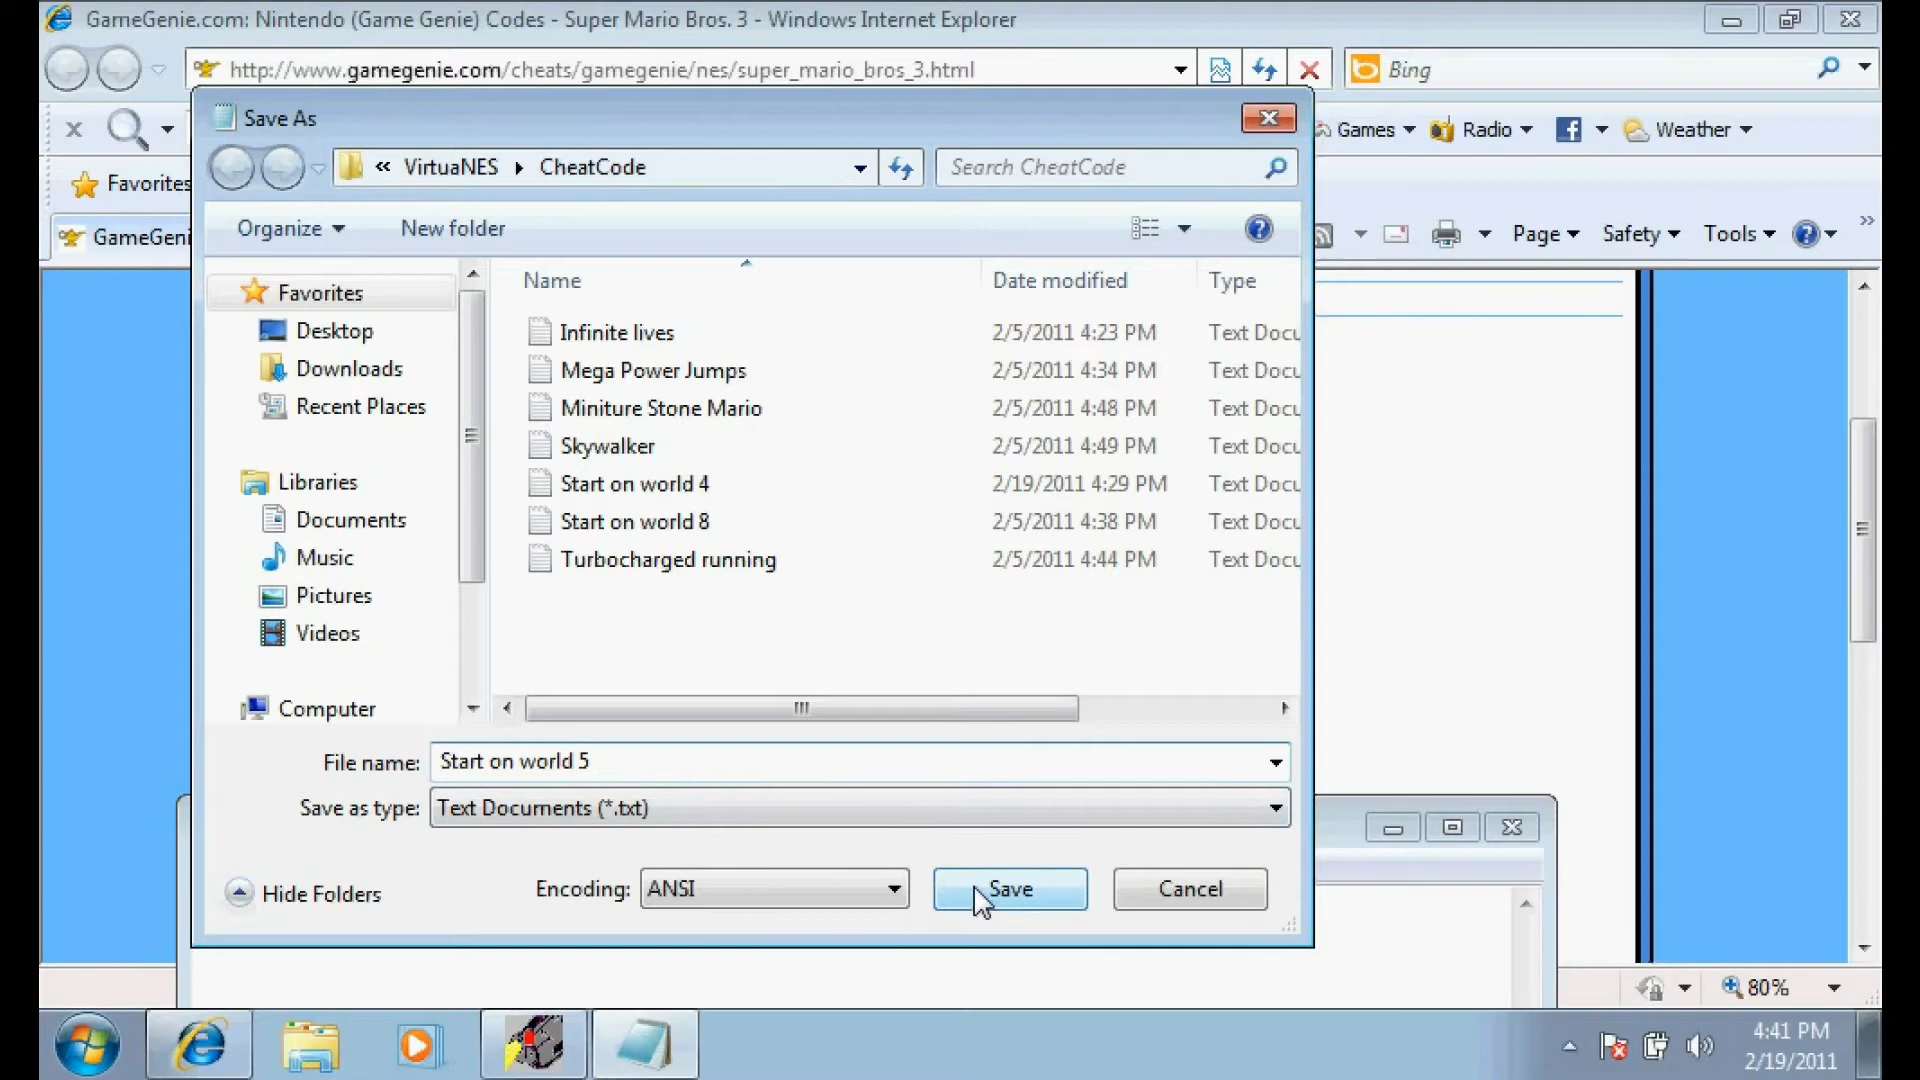 GameGenie.com: Nintendo (Game Genie) Codes - Super Mario Bros. 3 - Windows Internet Explorer
http://www.gamegenie.com/cheats/gamegenie/nes/super_mario_bros_3.html
Bing
Save As
Games
Radio
Weather
Favorites
« VirtuaNES
CheatCode
Search CheatCode
GameGeni
Organize
New folder
Page
Safety
Tools
»
Favorites
Desktop
Downloads
Recent Places
Libraries
Documents
Music
Pictures
Videos
Computer
Name
Date modified
Type
Infinite lives
2/5/2011 4:23 PM
Text Docu
Mega Power Jumps
2/5/2011 4:34 PM
Text Docu
Miniture Stone Mario
2/5/2011 4:48 PM
Text Docu
Skywalker
2/5/2011 4:49 PM
Text Docu
Start on world 4
2/19/2011 4:29 PM
Text Docu
Start on world 8
2/5/2011 4:38 PM
Text Docu
Turbocharged running
2/5/2011 4:44 PM
Text Docu
File name:
Start on world 5
Save as type:
Text Documents (*.txt)
Hide Folders
Encoding:
ANSI
Save
Cancel
80%
4:41 PM
2/19/2011